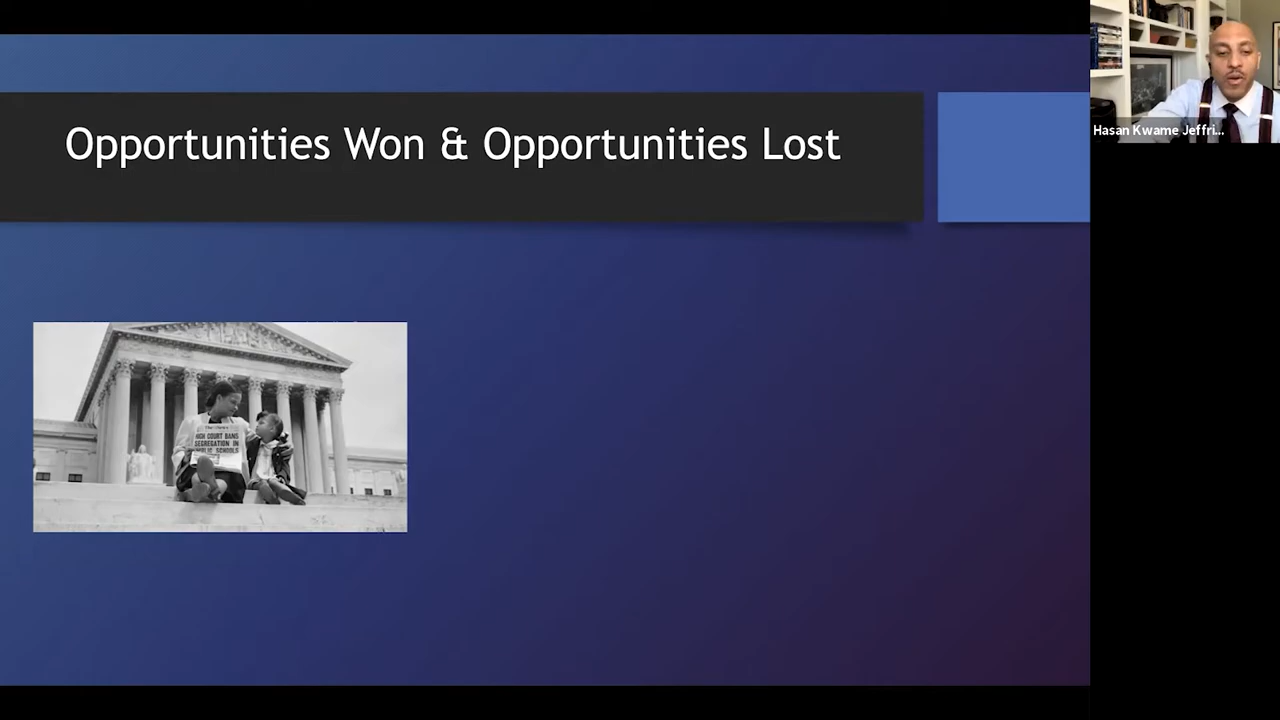 Opportunities Won & Opportunities Lost
Hasan Kwame Jeffri...
HIGH COURT BANS
SEGREGATION IN
PUBLIC SCHOOLS